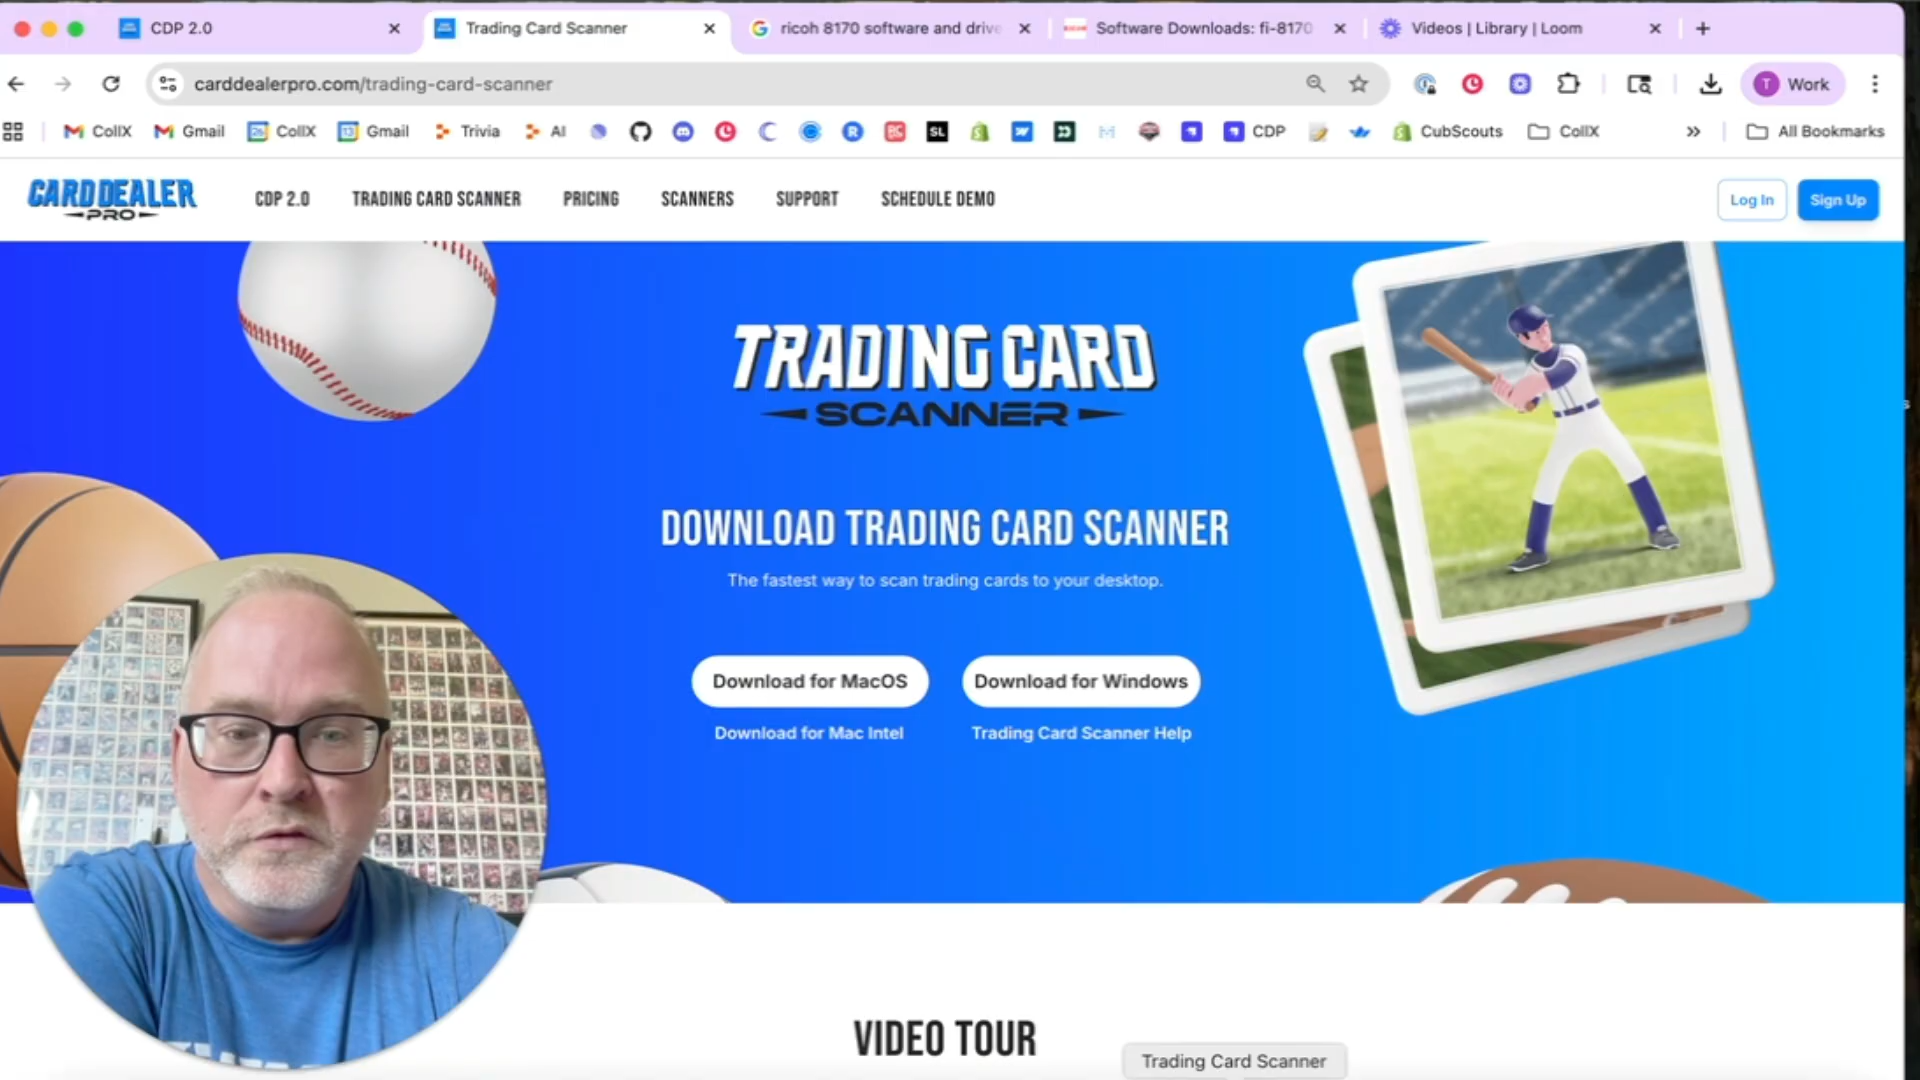 CDP 2.0
Trading Card Scanner
ricoh 8170 software and drive
Software Downloads: fi-8170
Videos | Library | Loom
carddealerpro.com/trading-card-scanner
T
Work
CollX
Gmail
CollX
Gmail
Trivia
AI
SL
CDP
CubScouts
CollX
All Bookmarks
CARD DEALER
PRO
CDP 2.0
TRADING CARD SCANNER
PRICING
SCANNERS
SUPPORT
SCHEDULE DEMO
Log In
Sign Up
TRADING CARD
SCANNER
DOWNLOAD TRADING CARD SCANNER
The fastest way to scan trading cards to your desktop.
Download for MacOS
Download for Windows
Download for Mac Intel
Trading Card Scanner Help
VIDEO TOUR
Trading Card Scanner